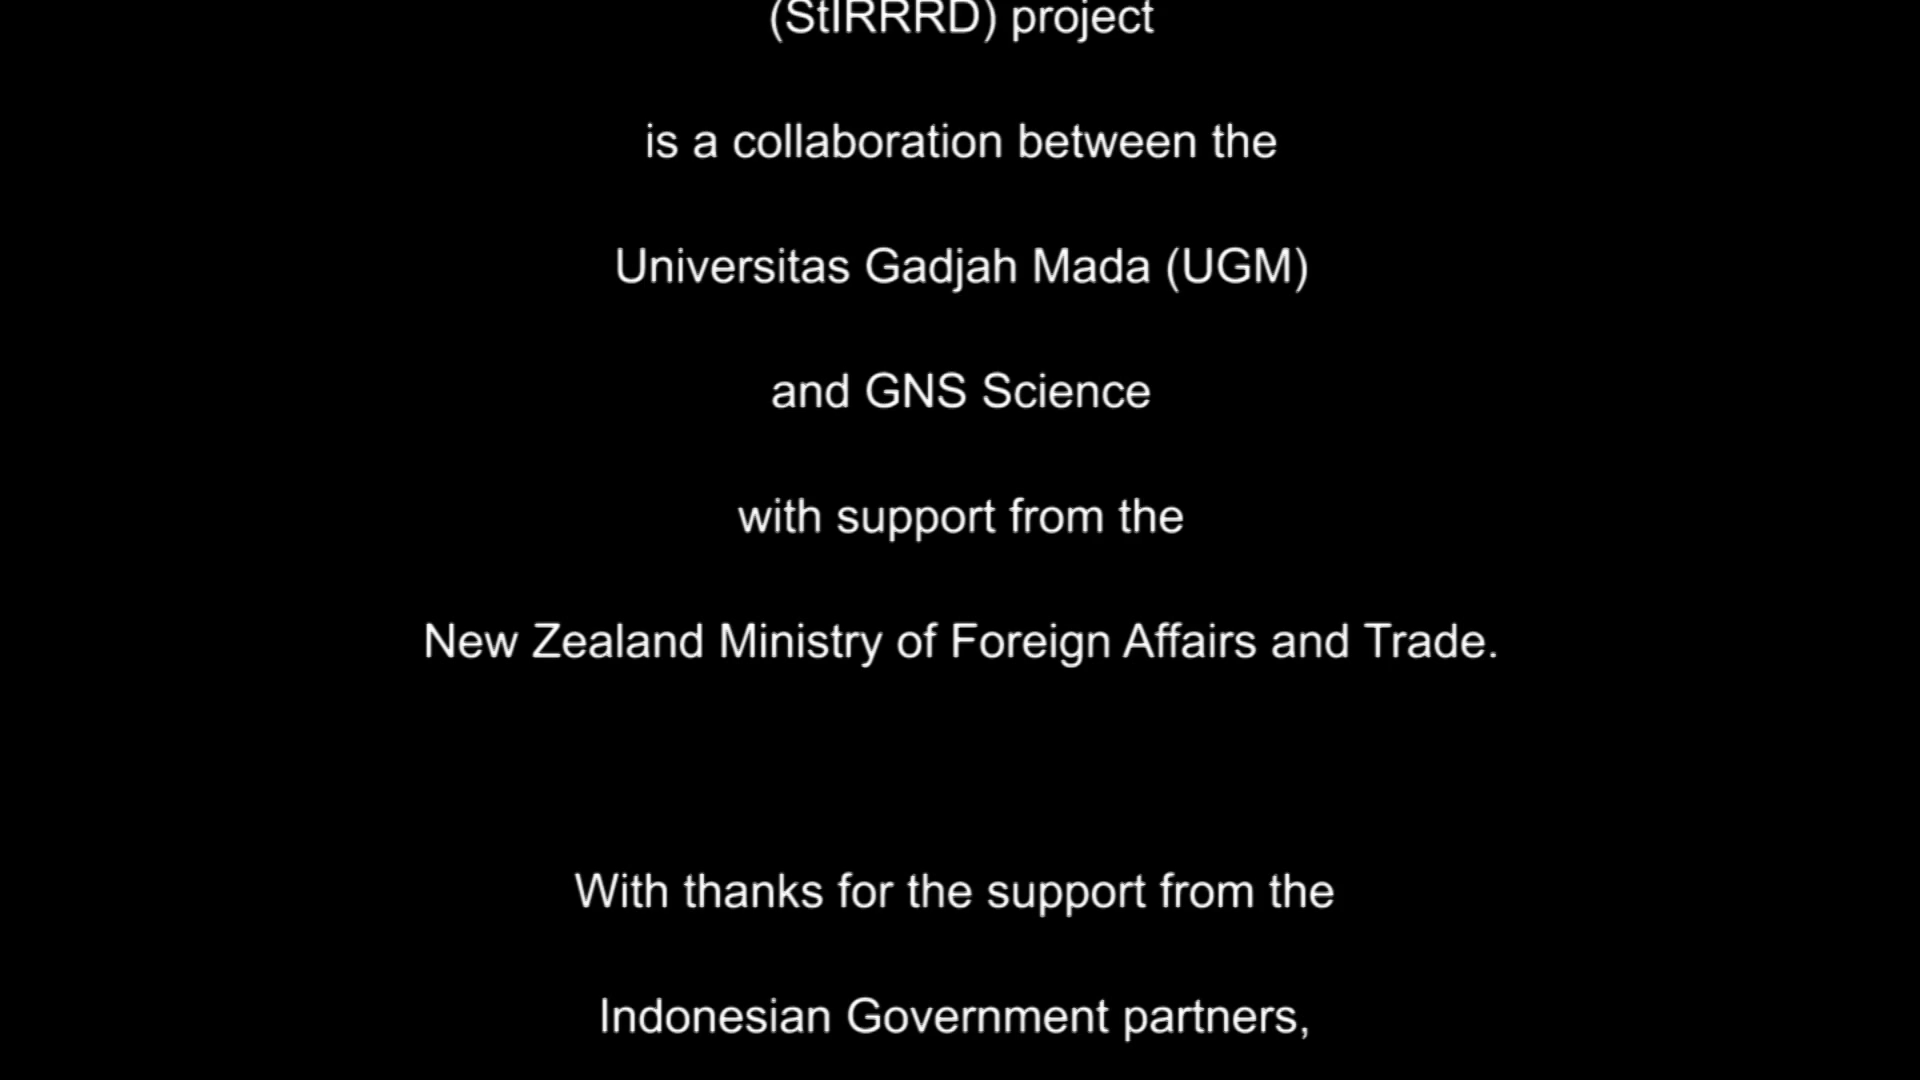 (StIRRRD) project
is a collaboration between the
Universitas Gadjah Mada (UGM)
and GNS Science
with support from the
New Zealand Ministry of Foreign Affairs and Trade.
With thanks for the support from the
Indonesian Government partners,